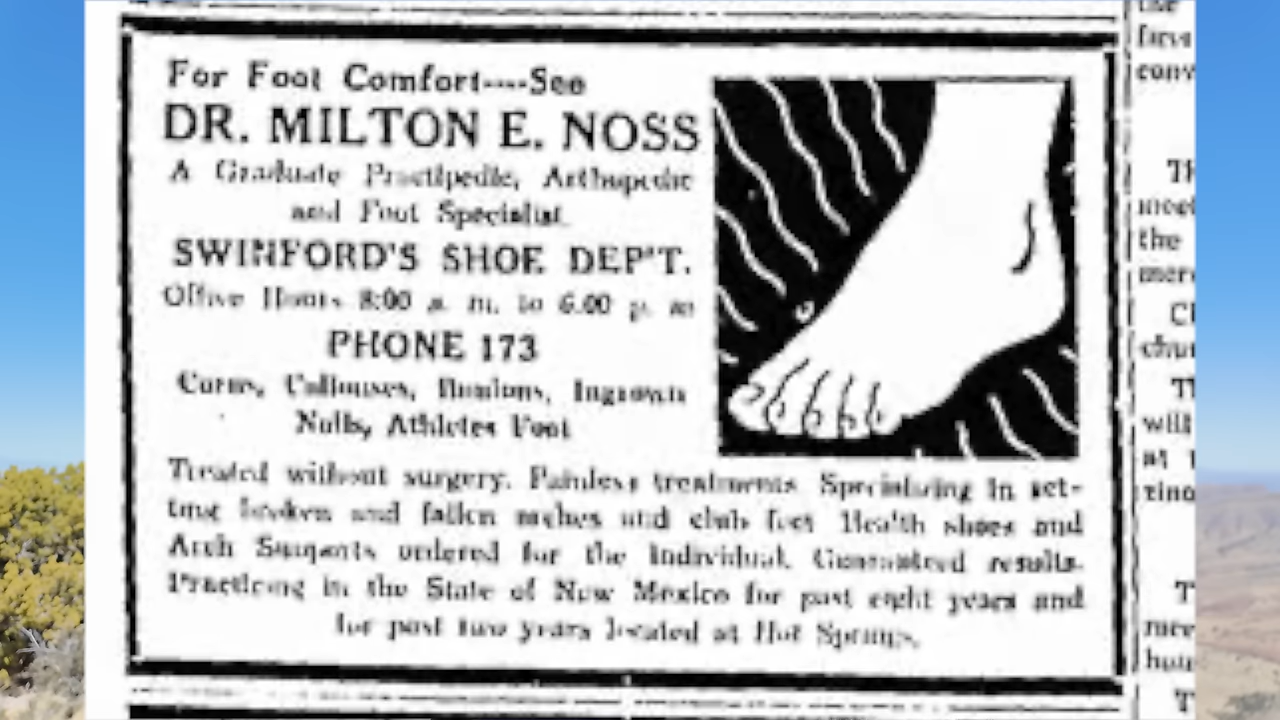 For Foot Comfort----See
DR. MILTON E. NOSS
A Graduate Practipedic, Arthopedic
and Foot Specialist.
SWINFORD'S SHOE DEP'T.
Office Hours 8:00 a. m. to 6:00 p. m
PHONE 173
Corns, Callouses, Bunions, Ingrown
Nails, Athletes Foot
Treated without surgery. Painless treatments. Specializing in set-
ting broken and fallen arches and club feet. Health shoes and
Arch Supports ordered for the individual. Guaranteed results.
Practicing in the State of New Mexico for past eight years and
for past two years located at Hot Springs.
conv
the
will
at